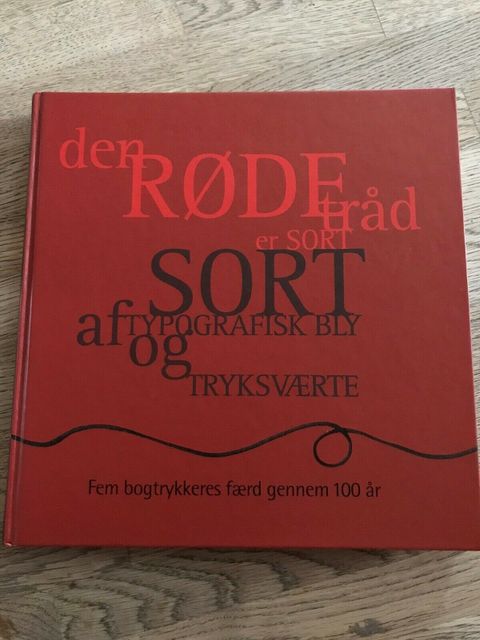 den
RØDE
tråd
er SORT
SORT
af TYPOGRAFISK BLY
og
TRYKSVÆRTE
Fem bogtrykkeres færd gennem 100 år